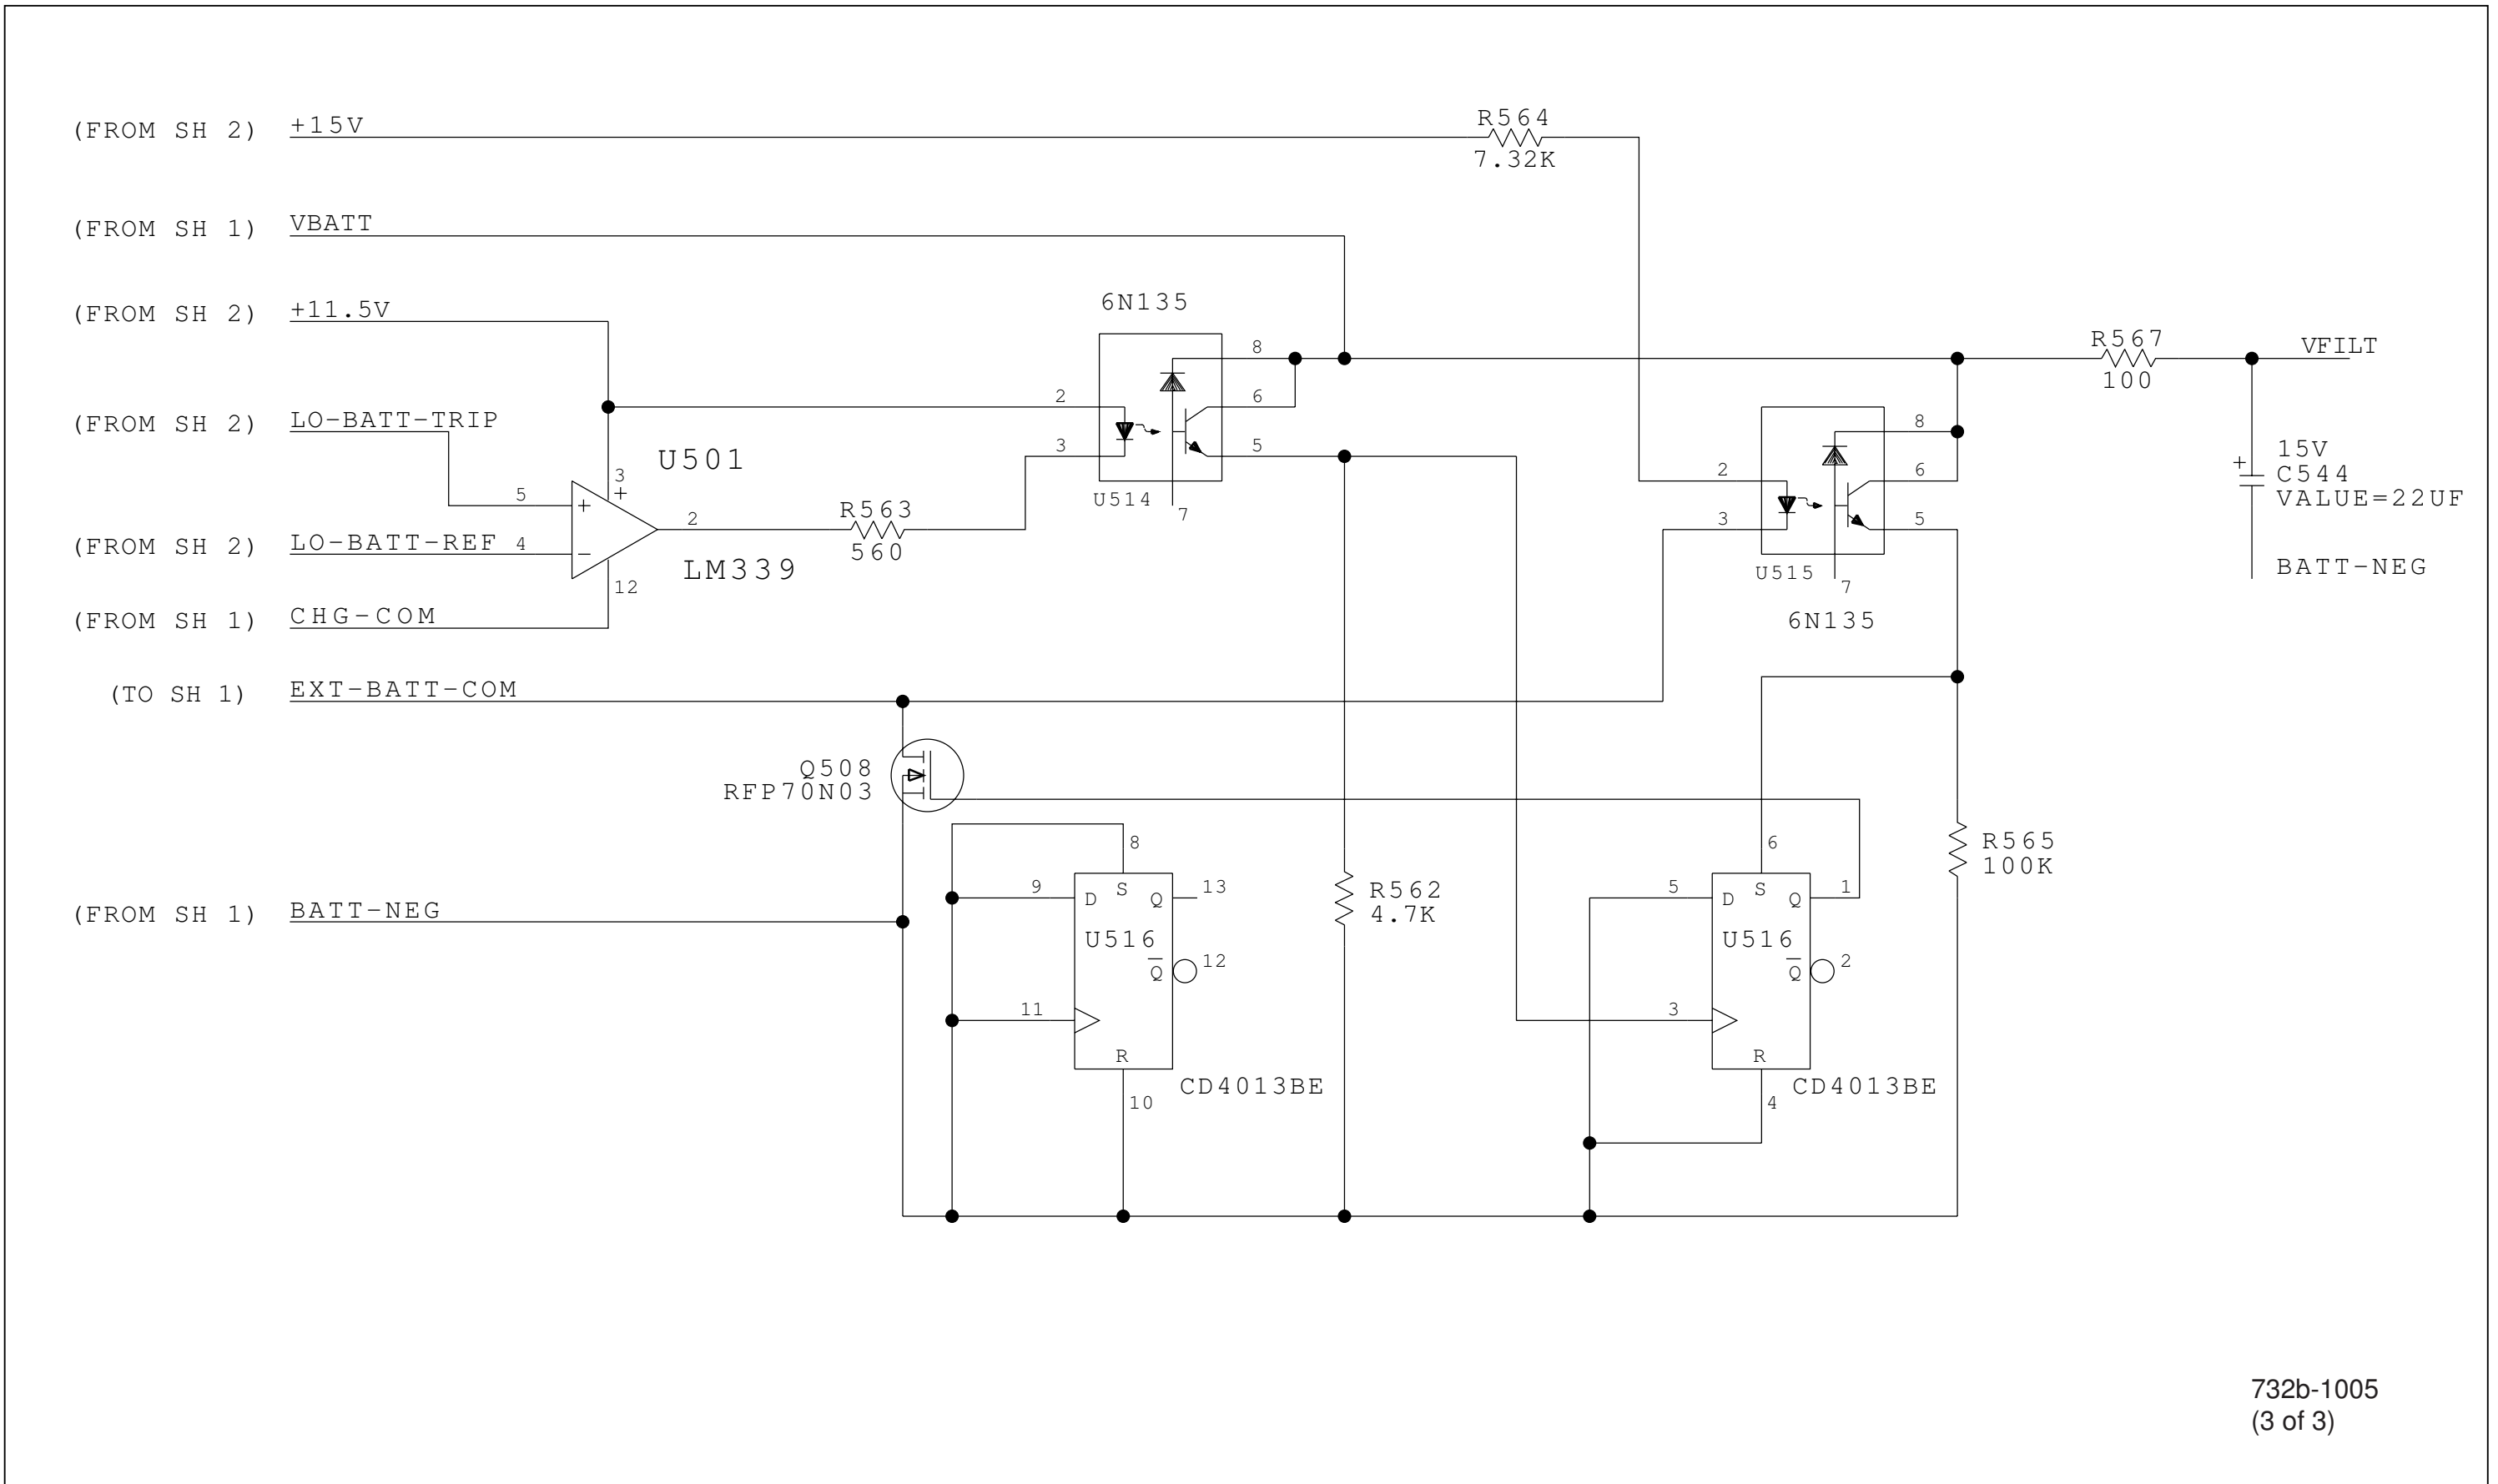 R564
(FROM SH 2) +15V
7.32K
(FROM SH 1) VBATT
(FROM SH 2) +11.5V
6N135
8
R567
VFILT
100
2
6
(FROM SH 2) LO-BATT-TRIP
U501
3
5
8
15V
3
+
2
6
+
C544
5
+
U514
7
VALUE=22UF
R563
2
3
5
(FROM SH 2) LO-BATT-REF 4
−
560
LM339
U515
7
BATT-NEG
12
(FROM SH 1) CHG-COM
6N135
(TO SH 1) EXT-BATT-COM
Q508
RFP70N03
8
6
R565
100K
9
D
S
Q
13
R562
4.7K
5
D
S
Q
1
(FROM SH 1) BATT-NEG
U516
U516
Q
12
Q
2
11
3
R
R
CD4013BE
CD4013BE
10
4
732b-1005
(3 of 3)